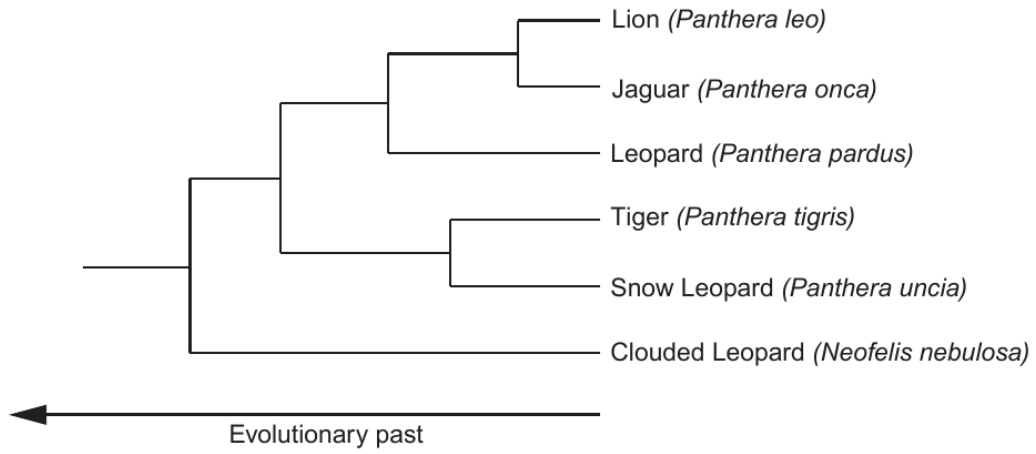 Lion (Panthera leo)
Jaguar (Panthera onca)
Leopard (Panthera pardus)
Tiger (Panthera tigris)
Snow Leopard (Panthera uncia)
Clouded Leopard (Neofelis nebulosa)
Evolutionary past